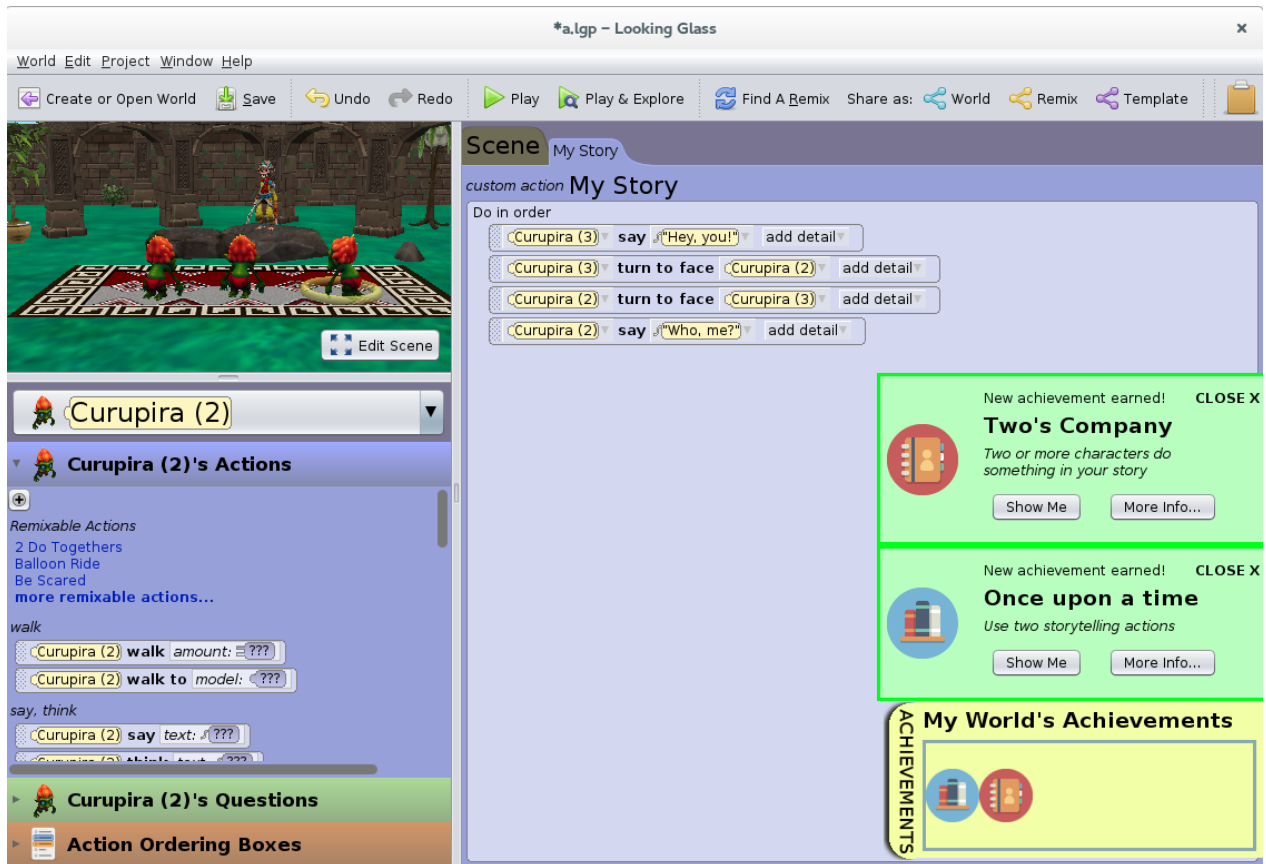 *a.lgp – Looking Glass
World Edit Project Window Help
Create or Open World Save Undo Redo Play Play & Explore Find A Remix Share as: World Remix Template
Scene My Story
custom action My Story
Do in order
Curupira (3) say "Hey, you!" add detail
Curupira (3) turn to face Curupira (2) add detail
Curupira (2) turn to face Curupira (3) add detail
Curupira (2) say "Who, me?" add detail
Edit Scene
Curupira (2)
Curupira (2)'s Actions
Remixable Actions
2 Do Togethers
Balloon Ride
Be Scared
more remixable actions...
walk
Curupira (2) walk amount: ???
Curupira (2) walk to model: ???
say, think
Curupira (2) say text: ???
Curupira (2) think text: ???
Curupira (2)'s Questions
Action Ordering Boxes
New achievement earned! CLOSE X
Two's Company
Two or more characters do
something in your story
Show Me More Info...
New achievement earned! CLOSE X
Once upon a time
Use two storytelling actions
Show Me More Info...
ACHIEVEMENTS
My World's Achievements